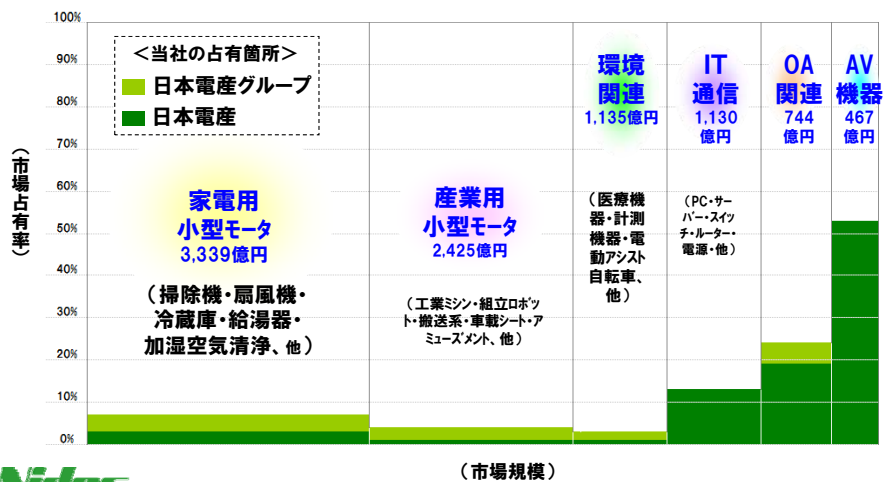 100%
90%
80%
70%
60%
50%
40%
30%
20%
10%
0%
（市場占有率）
＜当社の占有箇所＞
日本電産グループ
日本電産
家電用
小型モータ
3,339億円
（掃除機・扇風機・
冷蔵庫・給湯器・
加湿空気清浄、他）
産業用
小型モータ
2,425億円
（工業ミシン・組立ロボッ
ト・搬送系・車載シート・ア
ミューズメント、他）
環境
関連
1,135億円
（医療機
器・計測
機器・電
動アシスト
自転車、
他）
IT
通信
1,130
億円
（PC・サー
バー・スイッ
チ・ルーター・
電源・他）
OA
関連
744
億円
AV
機器
467
億円
（市場規模）
Nidec